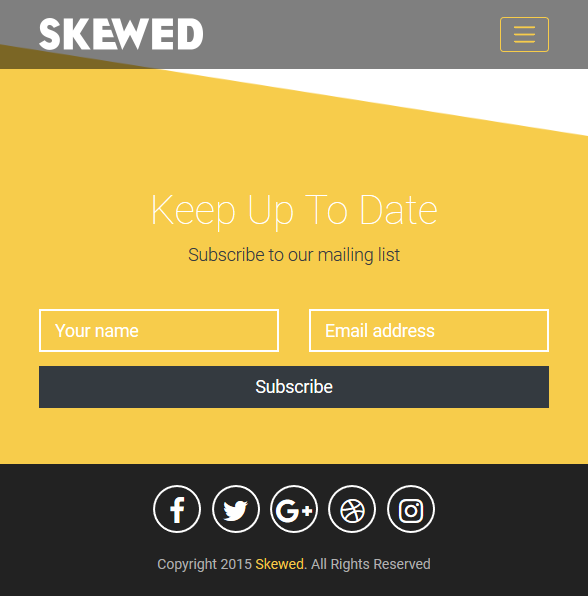 SKEWED
Keep Up To Date
Subscribe to our mailing list
Your name
Email address
Subscribe
Copyright 2015 Skewed. All Rights Reserved